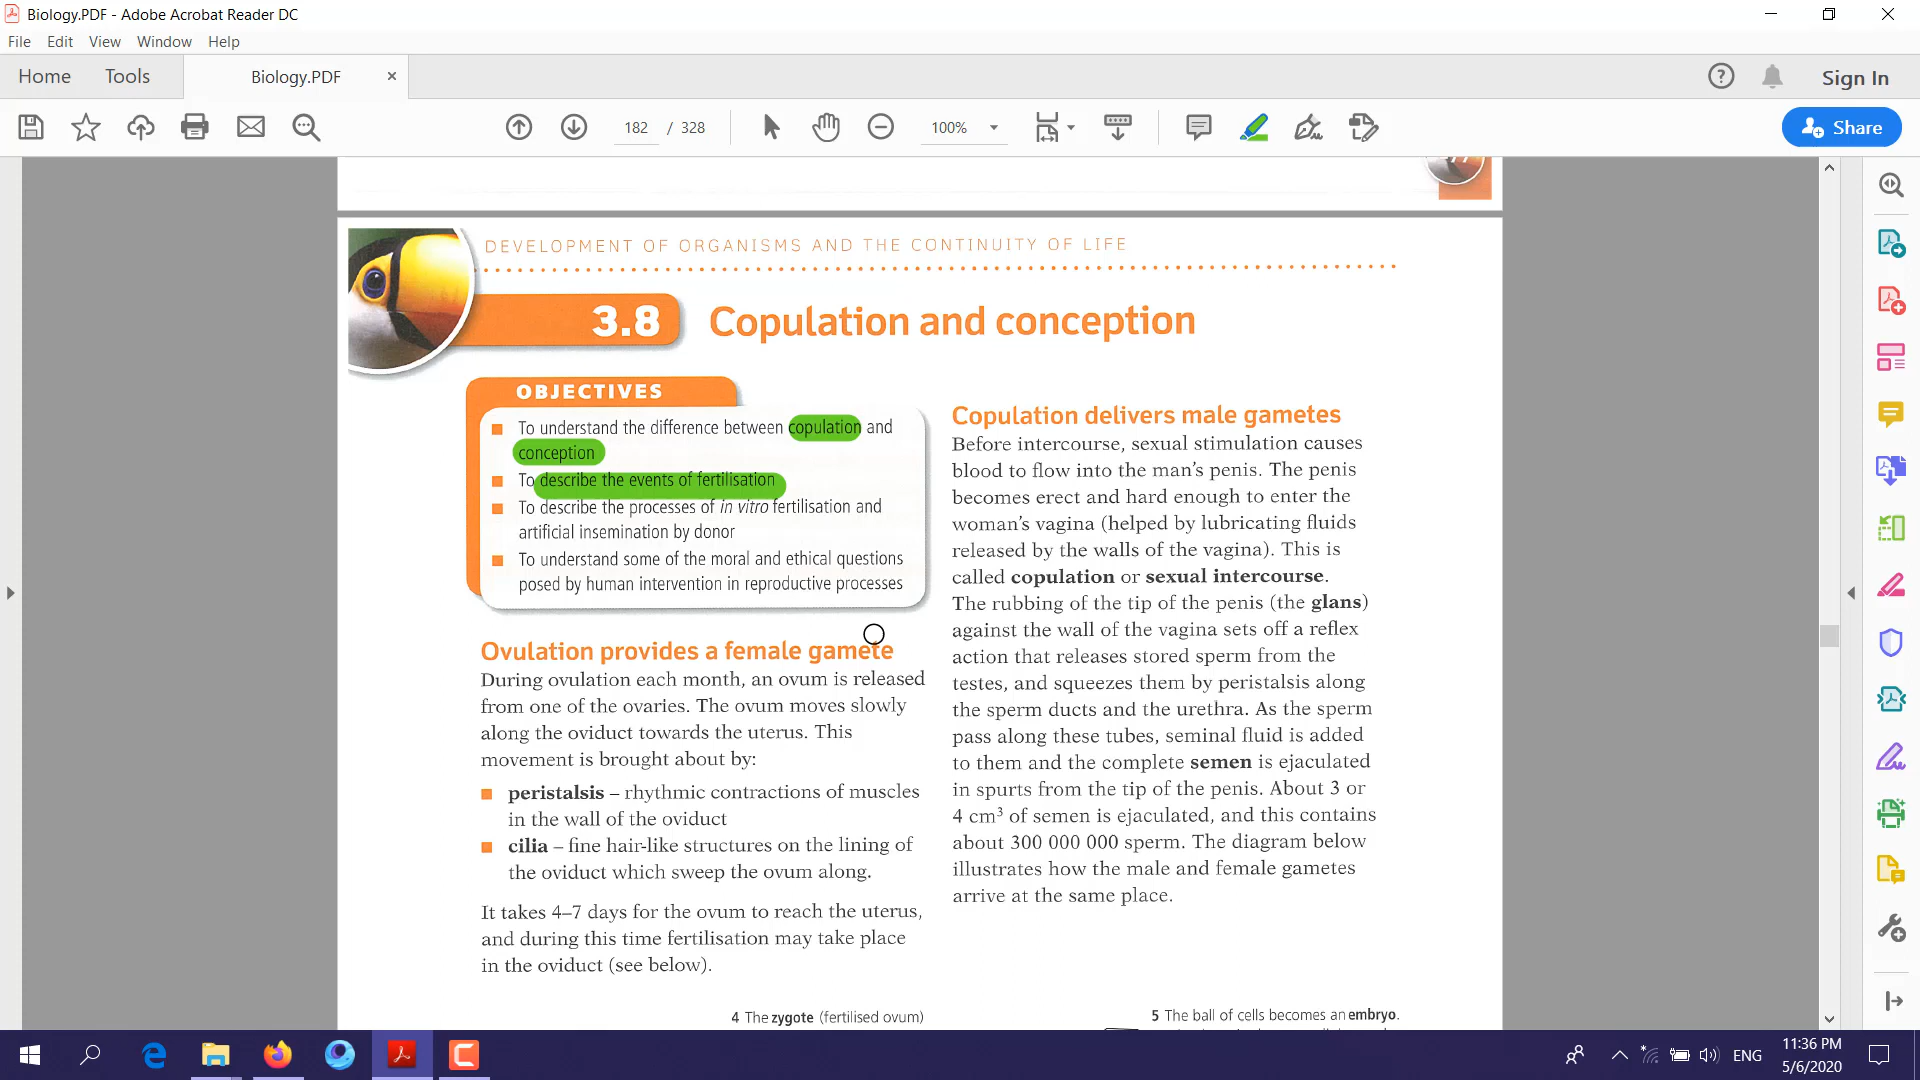 Biology.PDF - Adobe Acrobat Reader DC
File Edit View Window Help
Home Tools Biology.PDF × Sign In
182 / 328 100% Share
DEVELOPMENT OF ORGANISMS AND THE CONTINUITY OF LIFE
3.8 Copulation and conception
OBJECTIVES
To understand the difference between copulation and
conception
To describe the events of fertilisation
To describe the processes of in vitro fertilisation and
artificial insemination by donor
To understand some of the moral and ethical questions
posed by human intervention in reproductive processes
Ovulation provides a female gamete
During ovulation each month, an ovum is released
from one of the ovaries. The ovum moves slowly
along the oviduct towards the uterus. This
movement is brought about by:
peristalsis – rhythmic contractions of muscles
in the wall of the oviduct
cilia – fine hair-like structures on the lining of
the oviduct which sweep the ovum along.
It takes 4–7 days for the ovum to reach the uterus,
and during this time fertilisation may take place
in the oviduct (see below).
4 The zygote (fertilised ovum)
Copulation delivers male gametes
Before intercourse, sexual stimulation causes
blood to flow into the man's penis. The penis
becomes erect and hard enough to enter the
woman's vagina (helped by lubricating fluids
released by the walls of the vagina). This is
called copulation or sexual intercourse.
The rubbing of the tip of the penis (the glans)
against the wall of the vagina sets off a reflex
action that releases stored sperm from the
testes, and squeezes them by peristalsis along
the sperm ducts and the urethra. As the sperm
pass along these tubes, seminal fluid is added
to them and the complete semen is ejaculated
in spurts from the tip of the penis. About 3 or
4 cm³ of semen is ejaculated, and this contains
about 300 000 000 sperm. The diagram below
illustrates how the male and female gametes
arrive at the same place.
5 The ball of cells becomes an embryo.
ENG
11:36 PM
5/6/2020